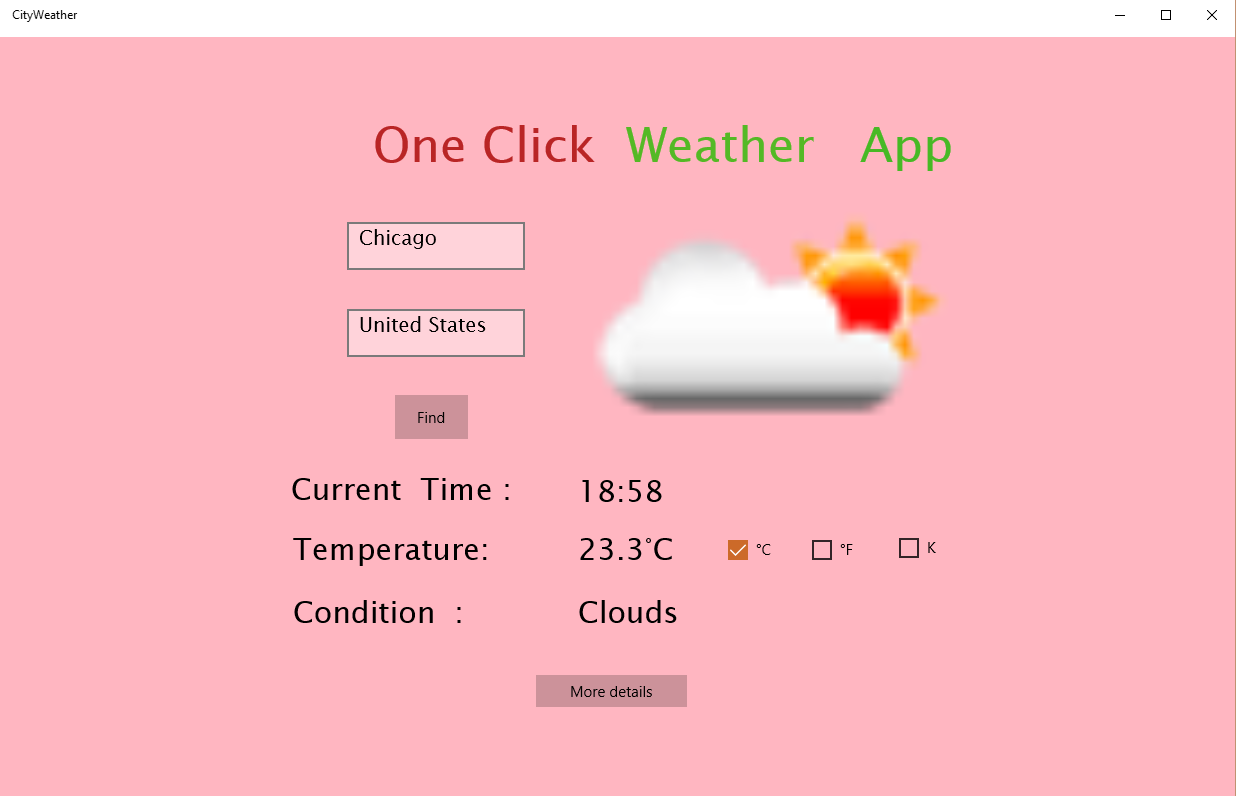 CityWeather
One Click Weather App
Chicago
United States
Find
Current Time : 18:58
Temperature: 23.3°C °C °F K
Condition : Clouds
More details